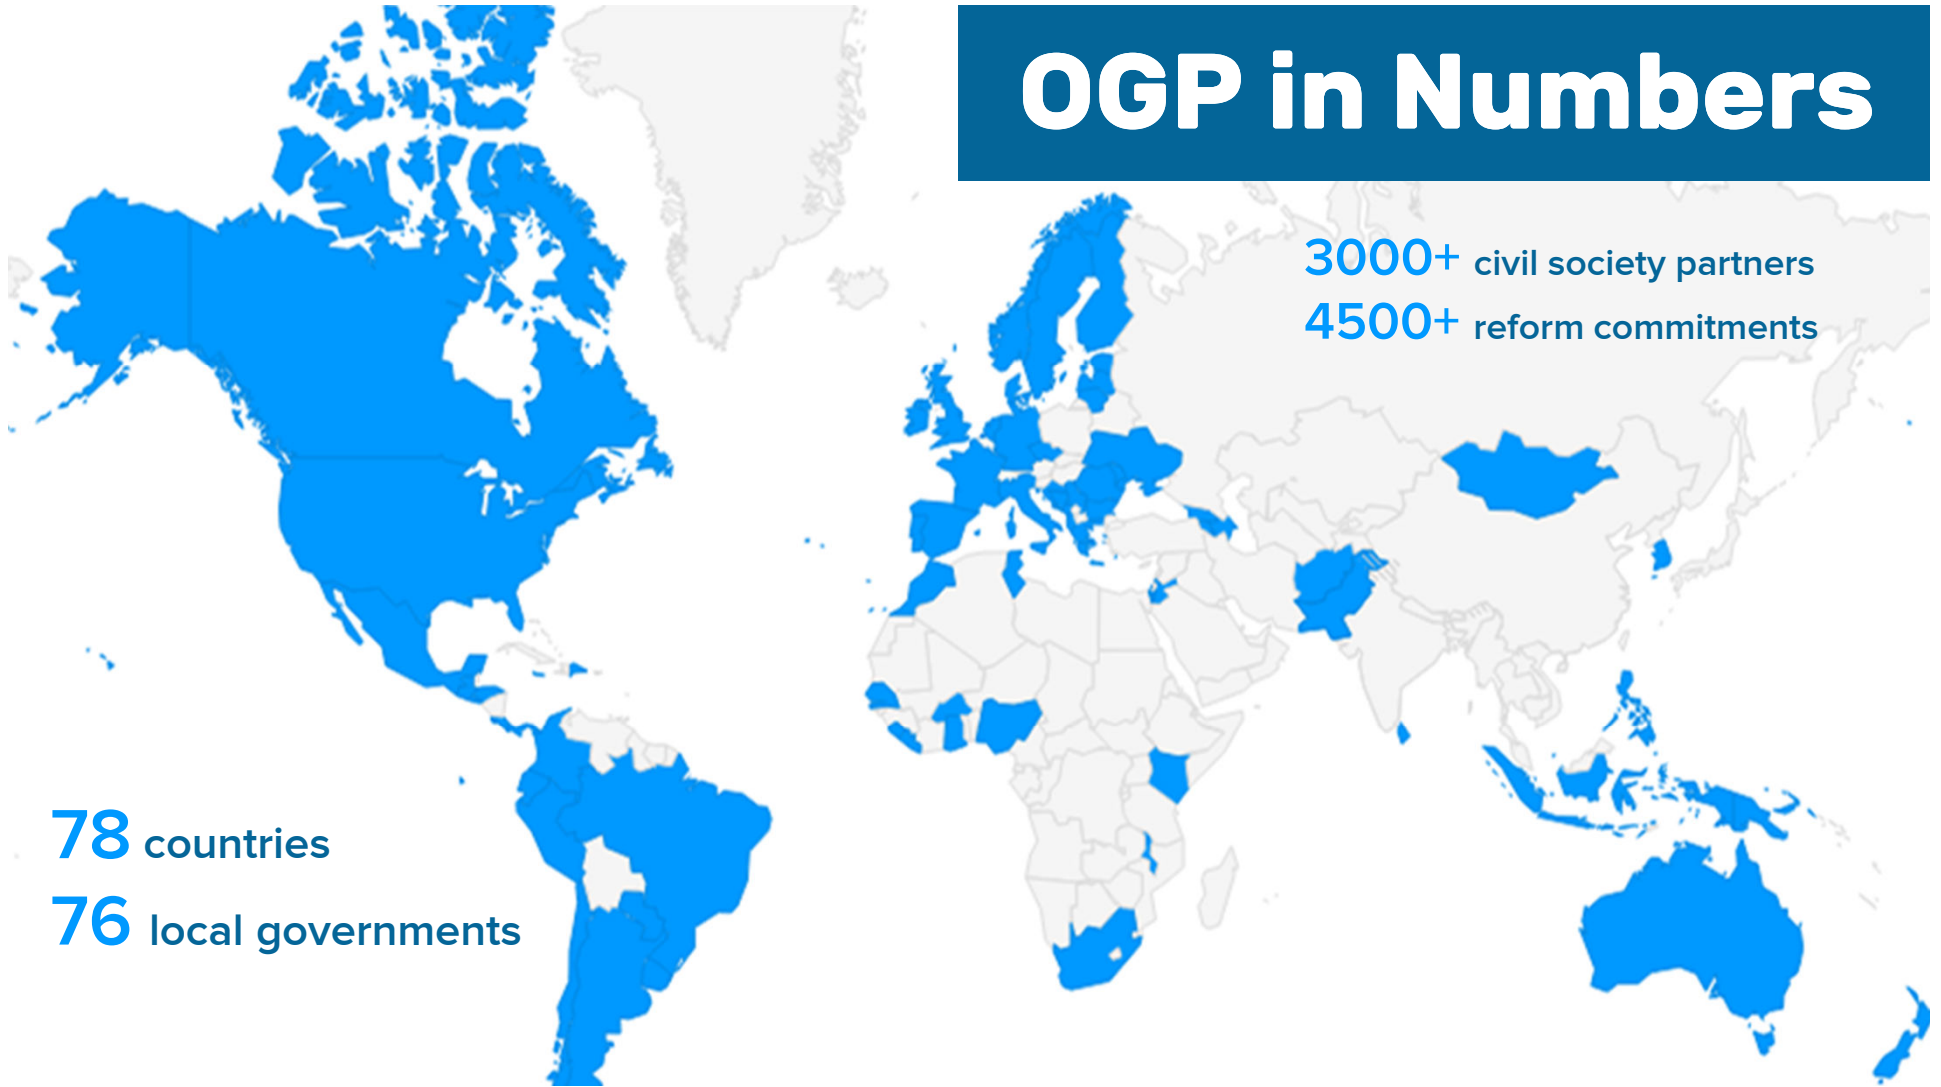 OGP in Numbers
3000+ civil society partners
4500+ reform commitments
78 countries
76 local governments